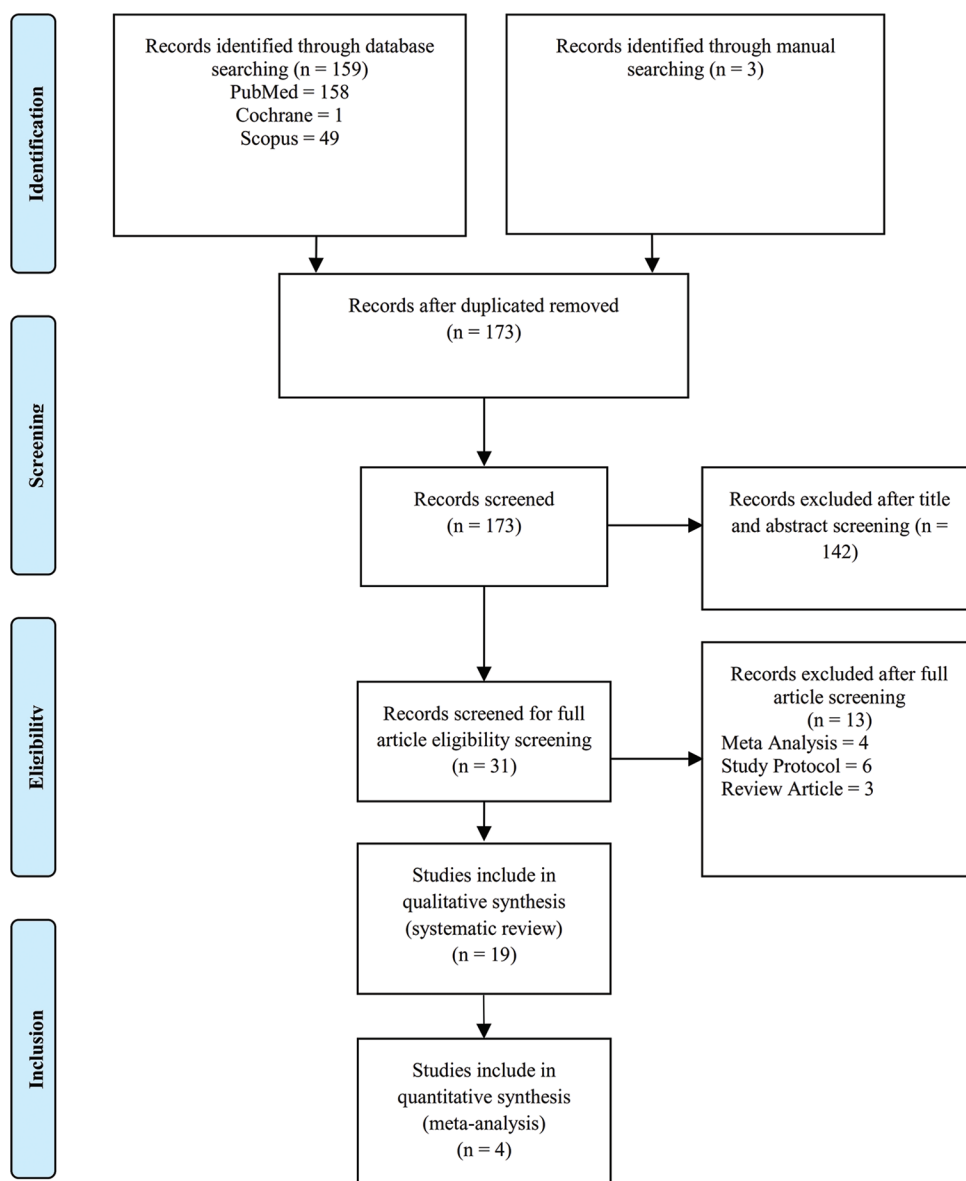 Identification
Records identified through database
searching (n = 159)
PubMed = 158
Cochrane = 1
Scopus = 49
Records identified through manual
searching (n = 3)
Records after duplicated removed
(n = 173)
Screening
Records screened
(n = 173)
Records excluded after title
and abstract screening (n =
142)
Eligibility
Records screened for full
article eligibility screening
(n = 31)
Records excluded after full
article screening
(n = 13)
Meta Analysis = 4
Study Protocol = 6
Review Article = 3
Studies include in
qualitative synthesis
(systematic review)
(n = 19)
Inclusion
Studies include in
quantitative synthesis
(meta-analysis)
(n = 4)